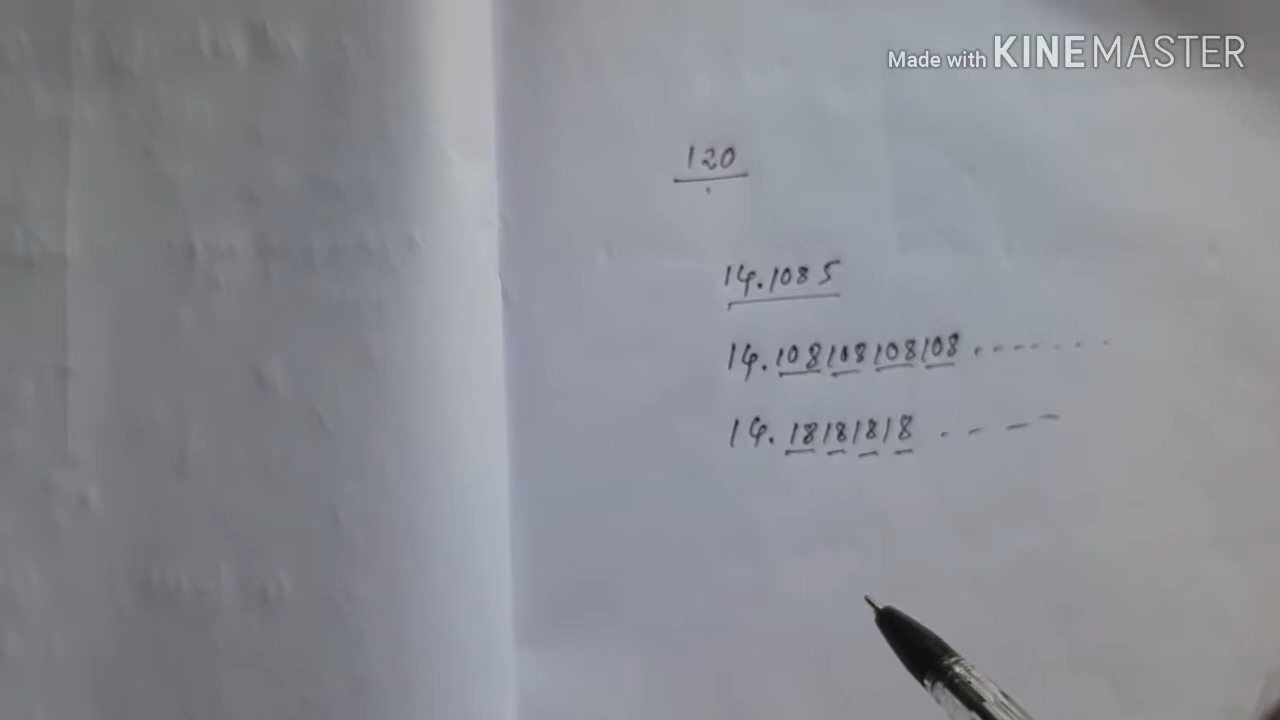 Made with KINEMASTER
120
14.1085
14.108108108108.......
14.18181818 . - - -